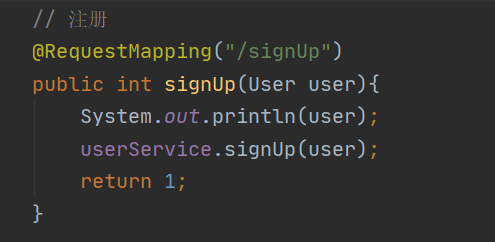 // 注册
@RequestMapping("/signUp")
public int signUp(User user){
    System.out.println(user);
    userService.signUp(user);
    return 1;
}